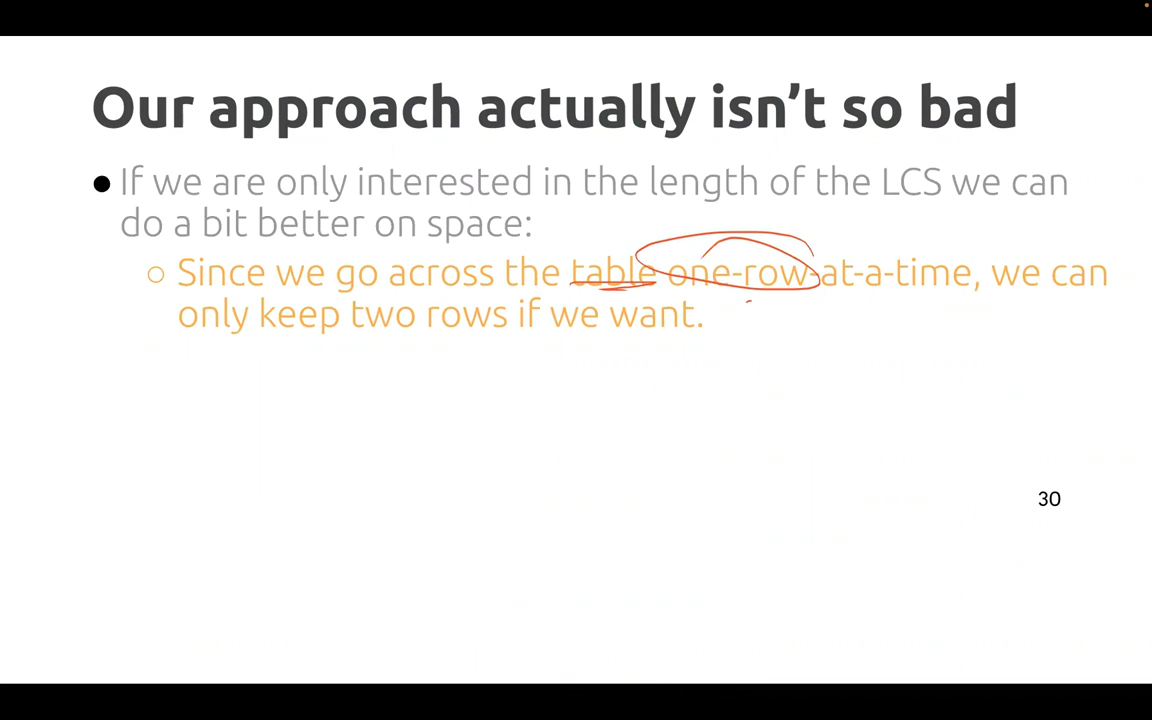 Our approach actually isn't so bad
● If we are only interested in the length of the LCS we can
do a bit better on space:
○ Since we go across the table one-row-at-a-time, we can
only keep two rows if we want.
30